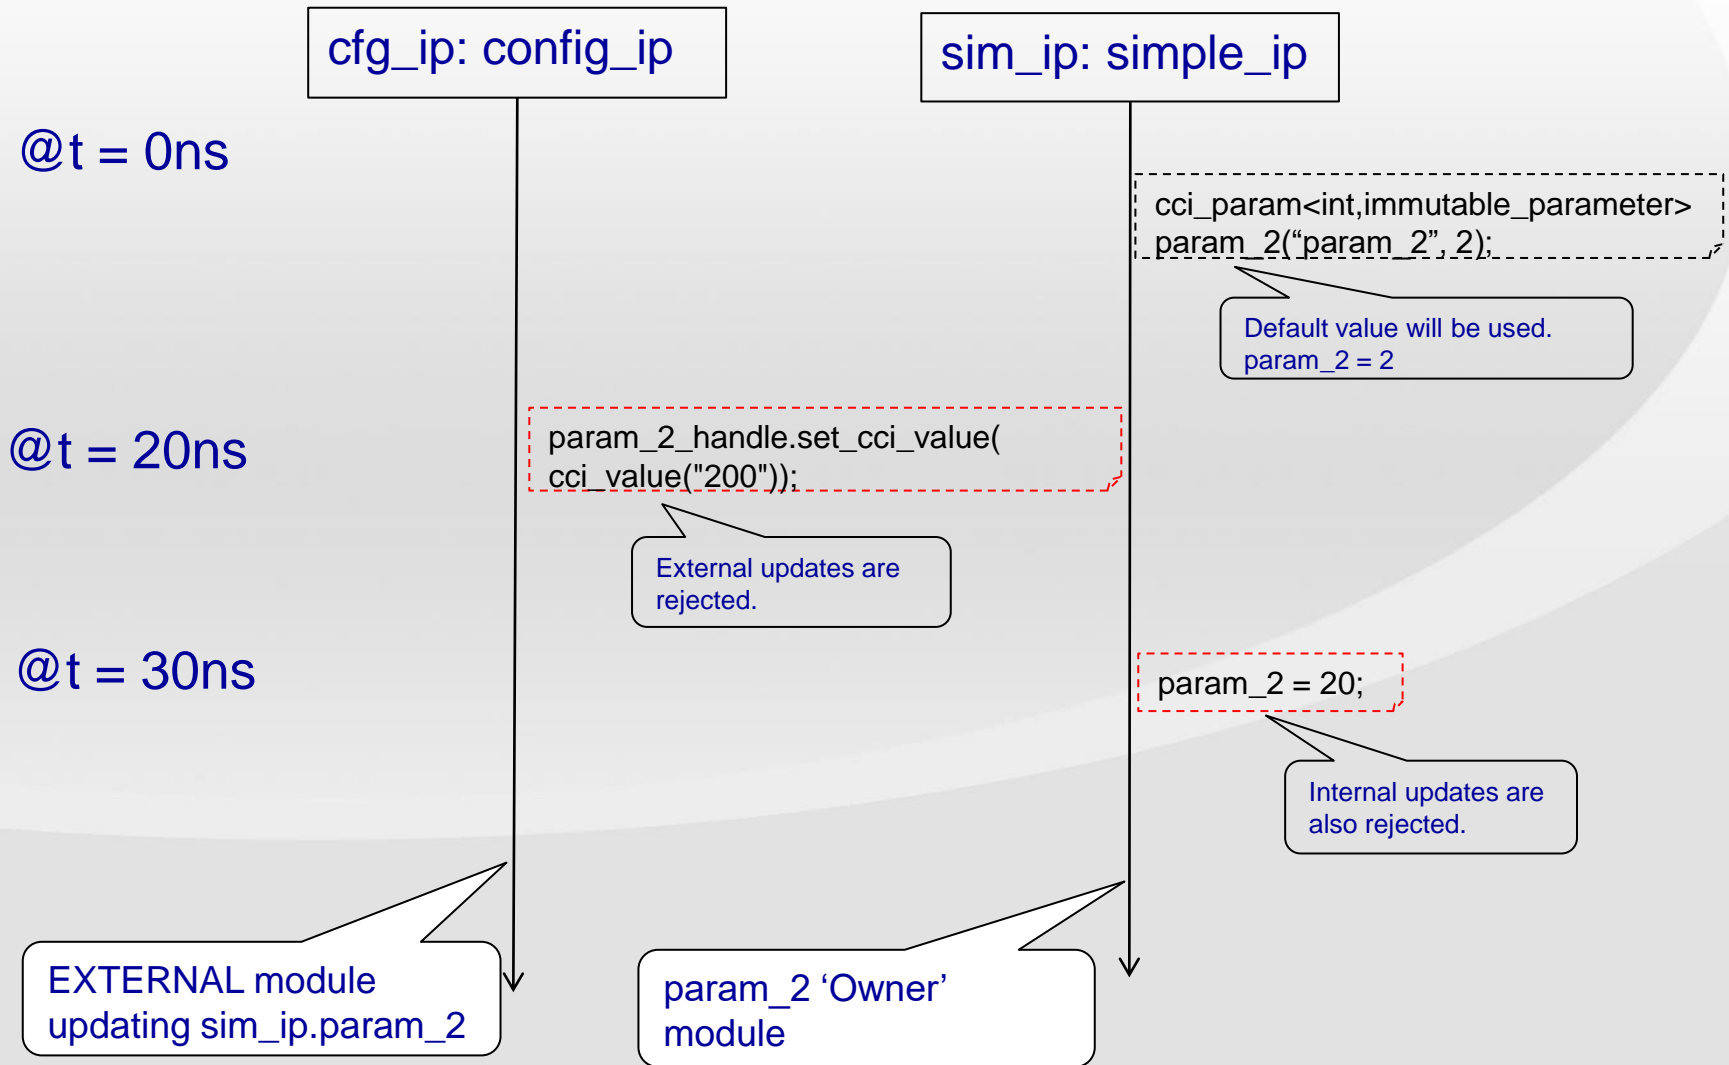 cfg_ip: config_ip
sim_ip: simple_ip
@t = 0ns
cci_param<int,immutable_parameter>
param_2(“param_2”, 2);
Default value will be used.
param_2 = 2
@t = 20ns
param_2_handle.set_cci_value(
cci_value("200"));
External updates are
rejected.
@t = 30ns
param_2 = 20;
Internal updates are
also rejected.
EXTERNAL module
updating sim_ip.param_2
param_2 ‘Owner’
module